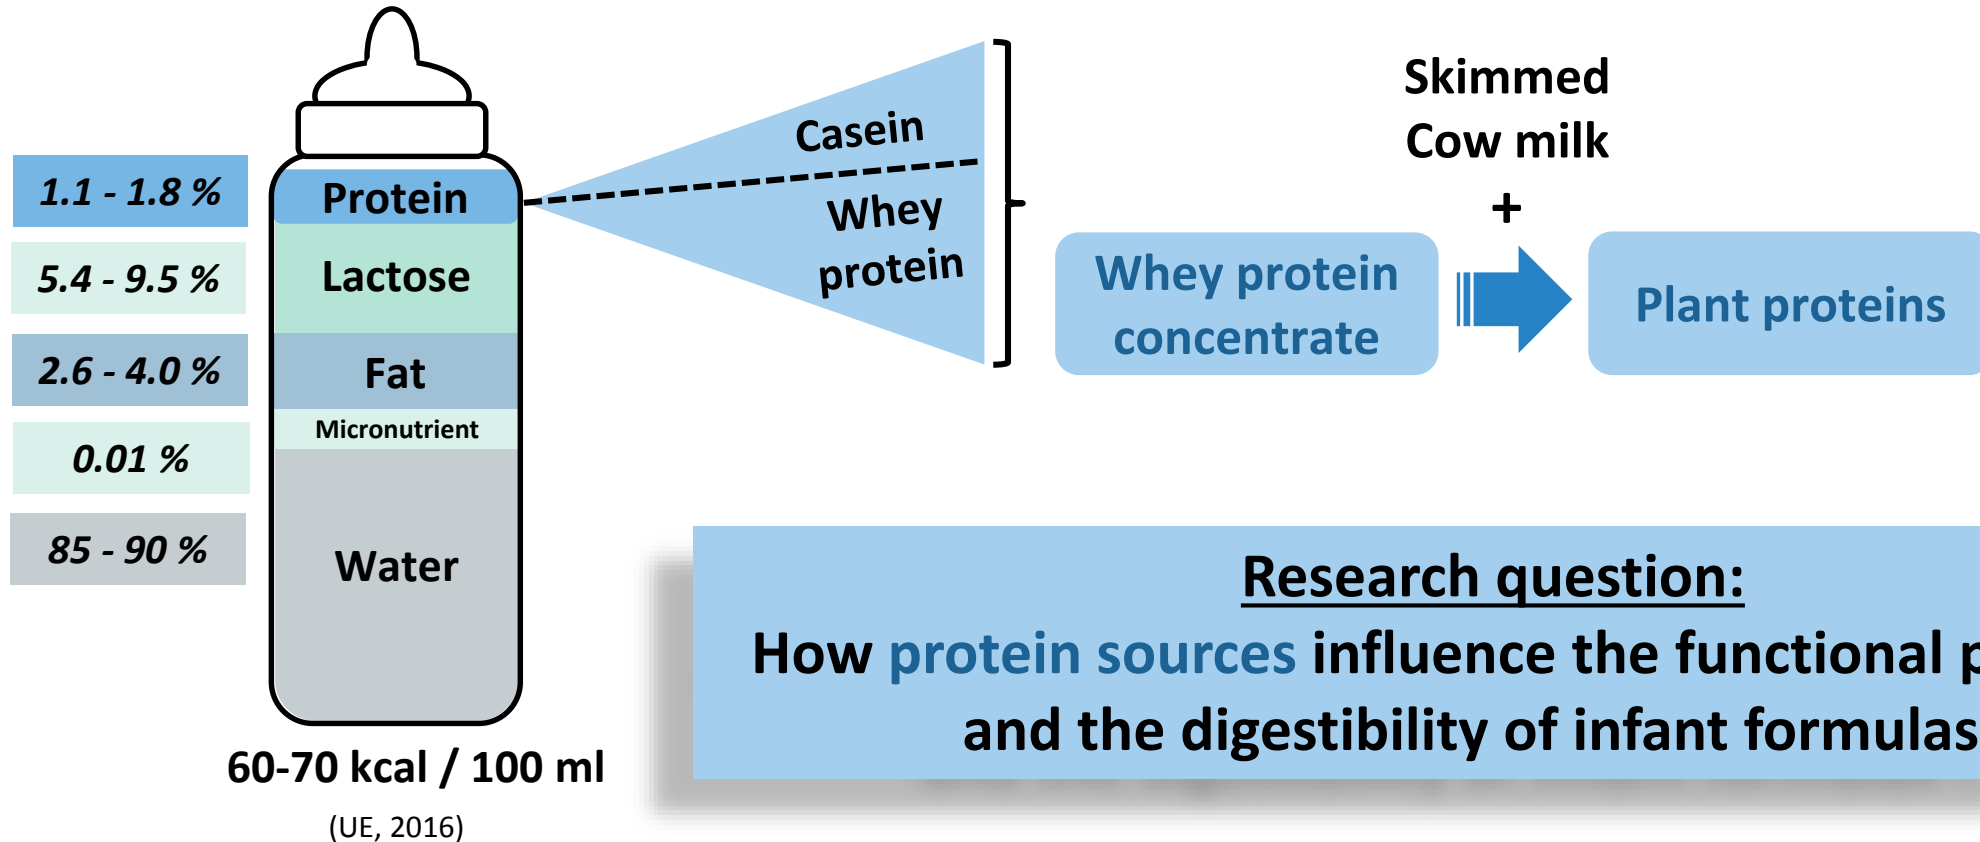 1.1 - 1.8 %
5.4 - 9.5 %
2.6 - 4.0 %
0.01 %
85 - 90 %
Protein
Lactose
Fat
Micronutrient
Water
60-70 kcal / 100 ml
(UE, 2016)
Casein
Whey
protein
Skimmed
Cow milk
+
Whey protein
concentrate
Plant proteins
Research question:
How protein sources influence the functional p
and the digestibility of infant formulas